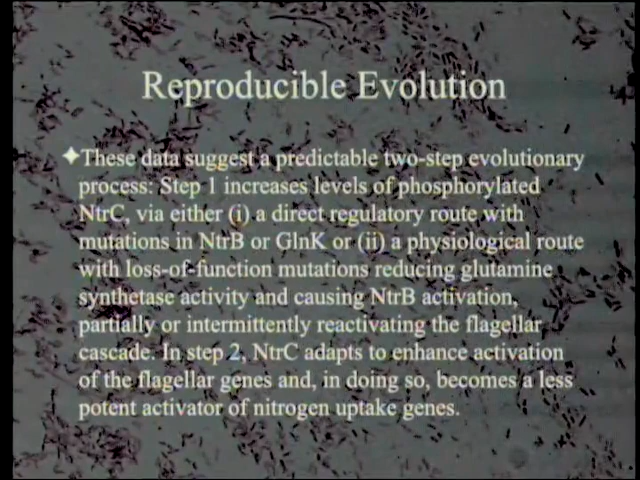 Reproducible Evolution
✦These data suggest a predictable two-step evolutionary
process: Step 1 increases levels of phosphorylated
NtrC, via either (i) a direct regulatory route with
mutations in NtrB or GlnK or (ii) a physiological route
with loss-of-function mutations reducing glutamine
synthetase activity and causing NtrB activation,
partially or intermittently reactivating the flagellar
cascade. In step 2, NtrC adapts to enhance activation
of the flagellar genes and, in doing so, becomes a less
potent activator of nitrogen uptake genes.